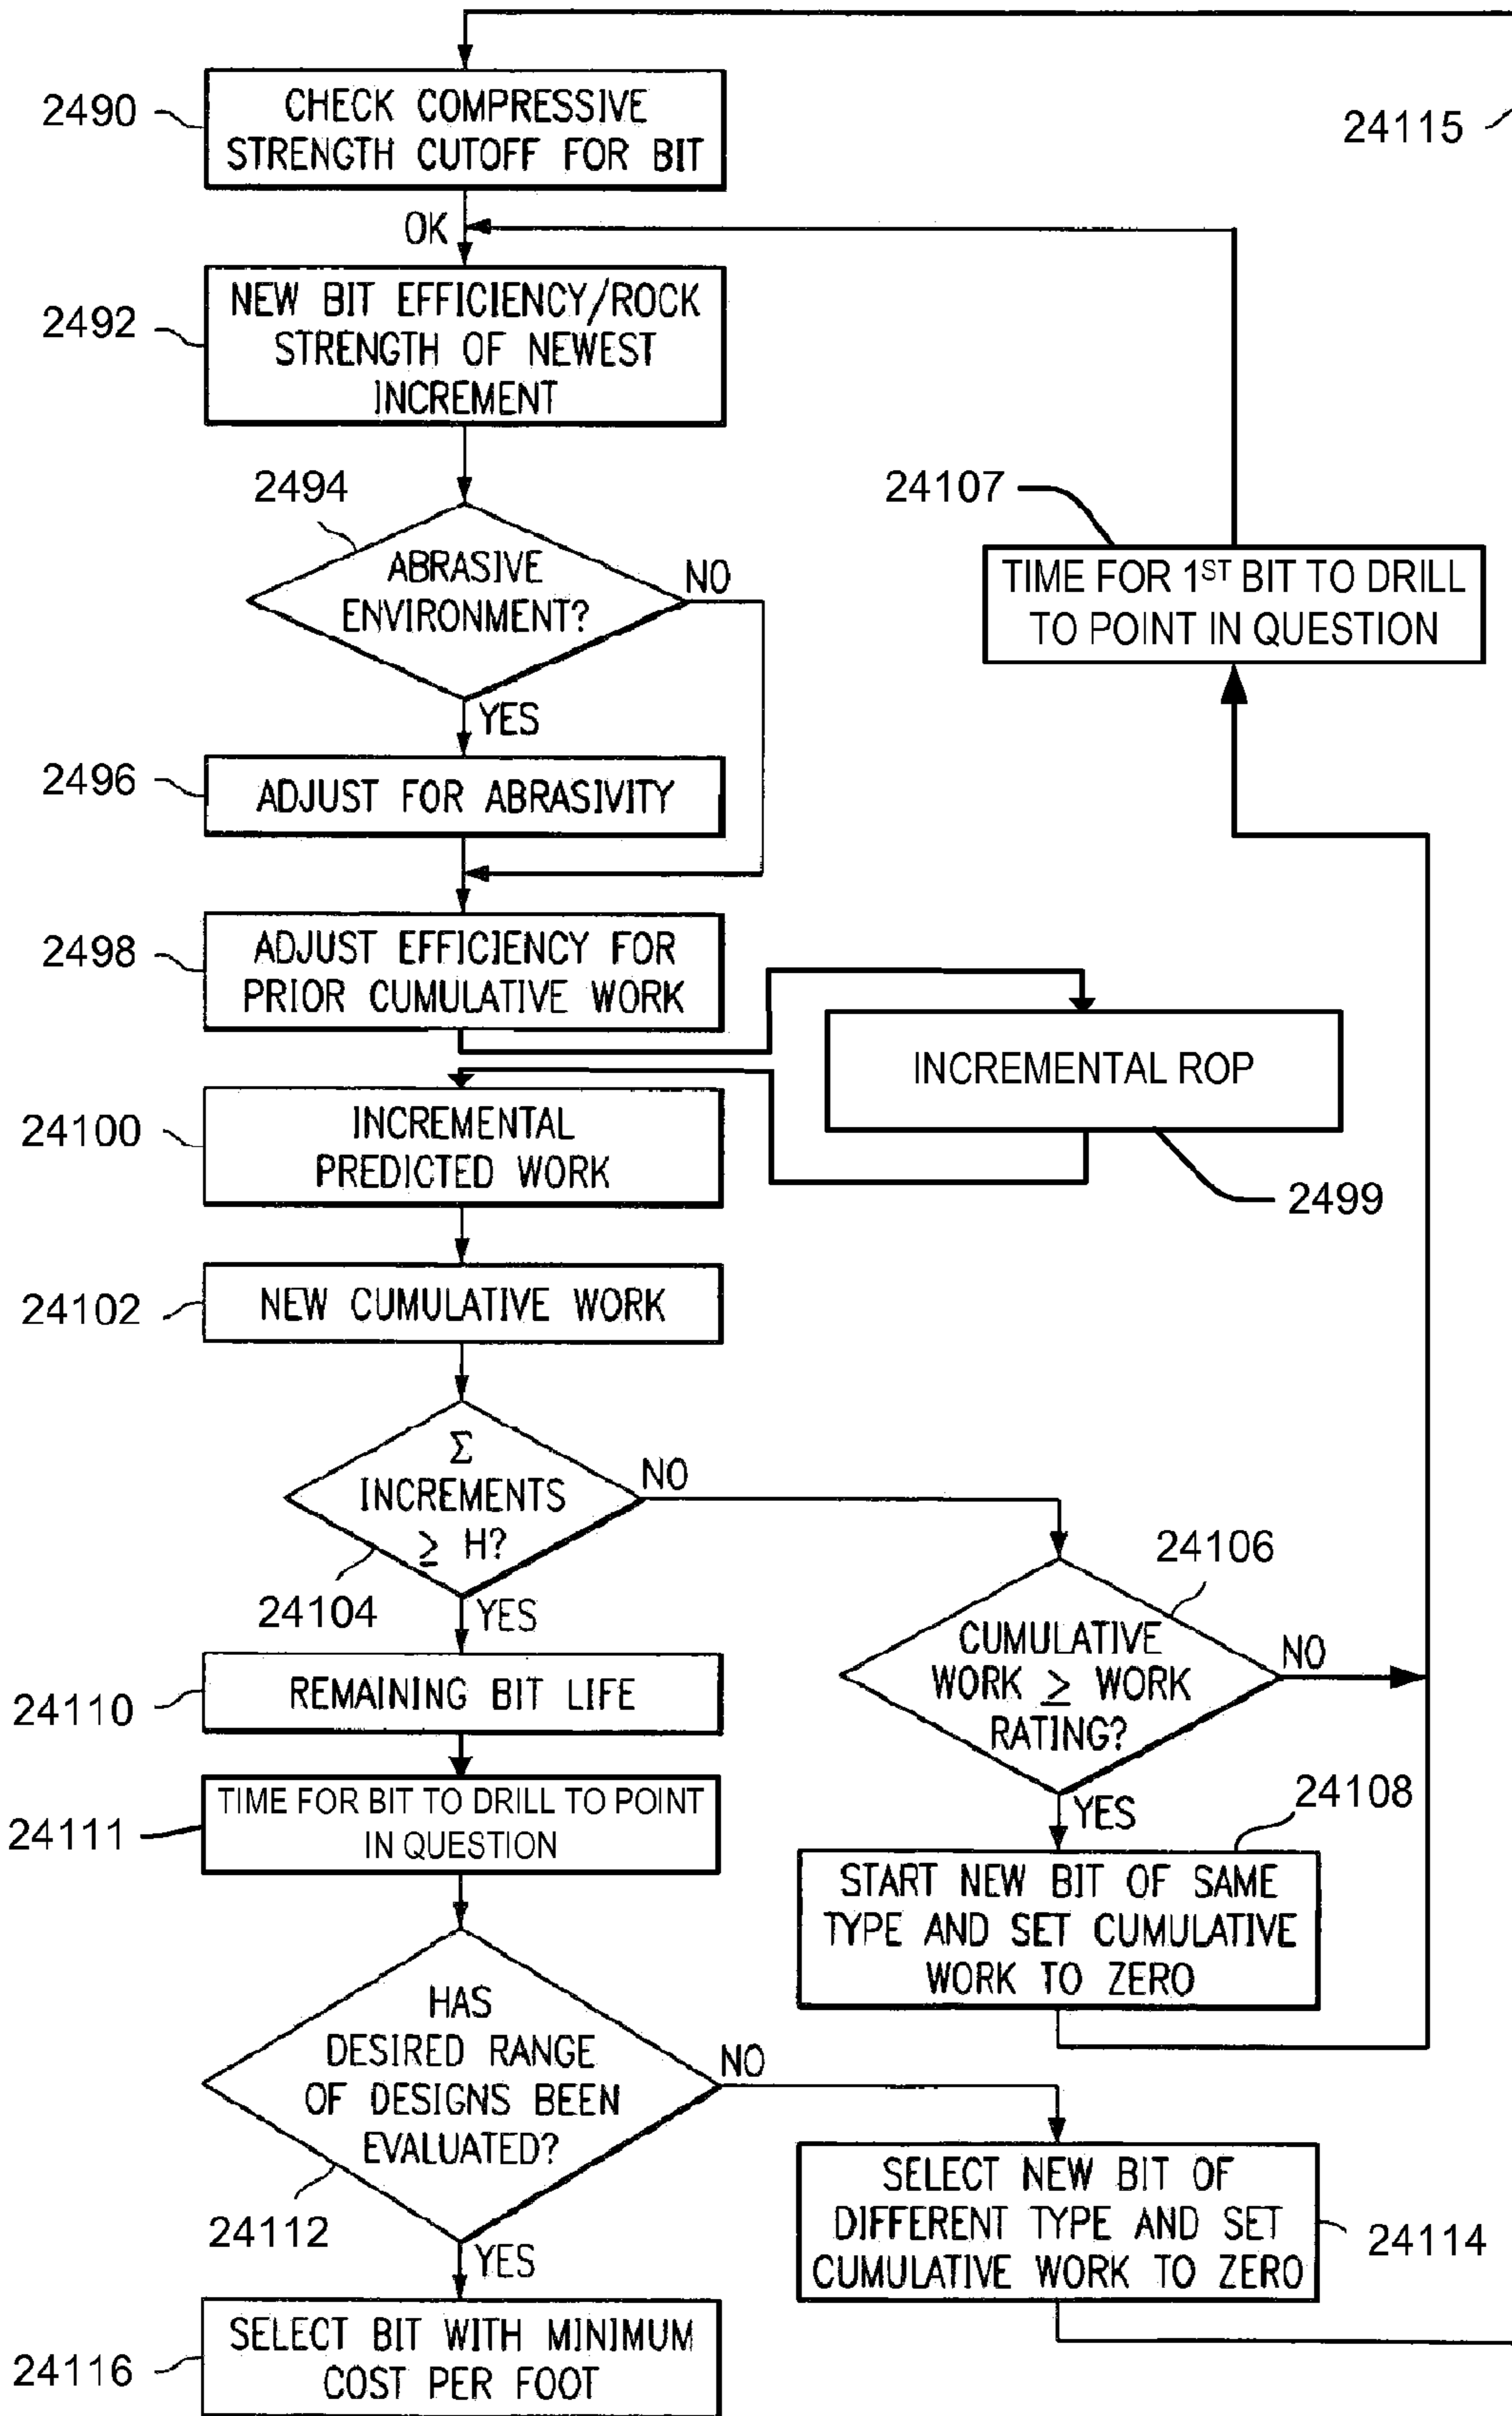 2490
CHECK COMPRESSIVE
STRENGTH CUTOFF FOR BIT
24115
OK
2492
NEW BIT EFFICIENCY/ROCK
STRENGTH OF NEWEST
INCREMENT
2494
ABRASIVE
ENVIRONMENT?
NO
YES
24107
TIME FOR 1ST BIT TO DRILL
TO POINT IN QUESTION
2496
ADJUST FOR ABRASIVITY
2498
ADJUST EFFICIENCY FOR
PRIOR CUMULATIVE WORK
INCREMENTAL ROP
2499
24100
INCREMENTAL
PREDICTED WORK
24102
NEW CUMULATIVE WORK
Σ
INCREMENTS
≥ H?
NO
24104
YES
24106
CUMULATIVE
WORK ≥ WORK
RATING?
NO
YES
24110
REMAINING BIT LIFE
24111
TIME FOR BIT TO DRILL TO POINT
IN QUESTION
24108
START NEW BIT OF SAME
TYPE AND SET CUMULATIVE
WORK TO ZERO
HAS
DESIRED RANGE
OF DESIGNS BEEN
EVALUATED?
NO
24112
YES
SELECT NEW BIT OF
DIFFERENT TYPE AND SET
CUMULATIVE WORK TO ZERO
24114
24116
SELECT BIT WITH MINIMUM
COST PER FOOT